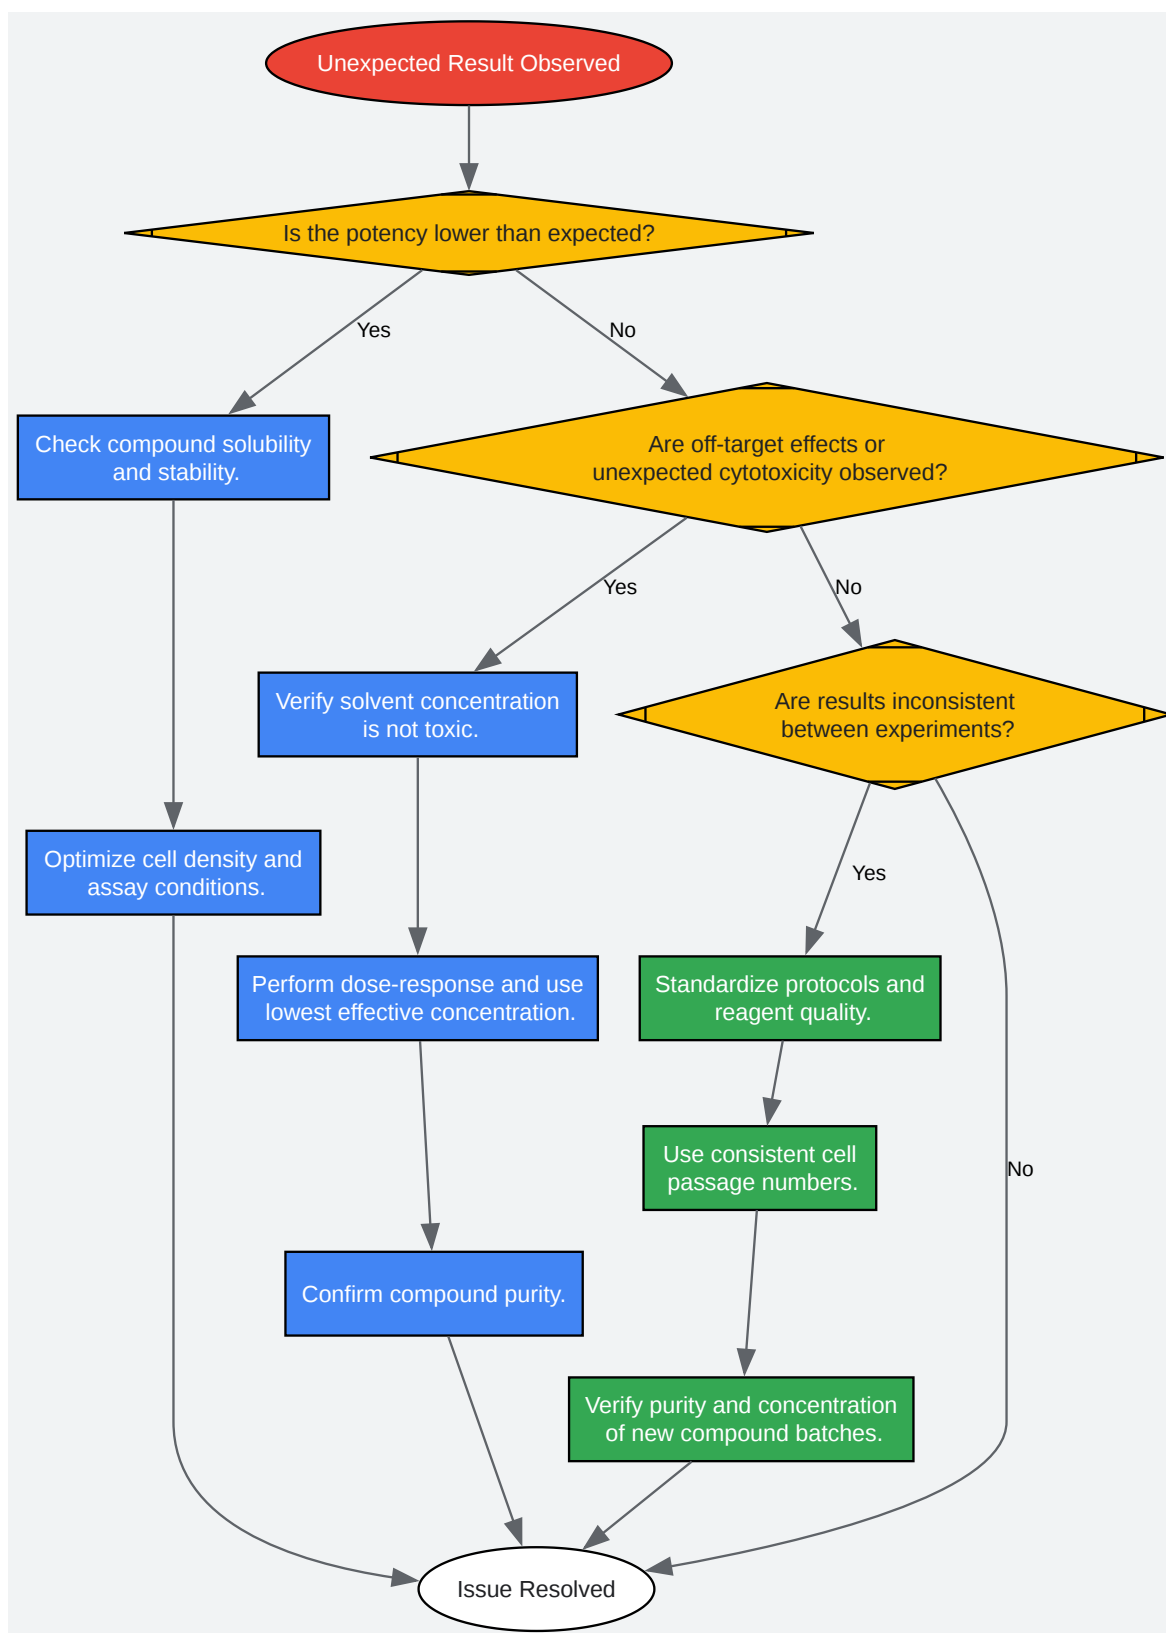 Unexpected Result Observed
Is the potency lower than expected?
Yes
No
Check compound solubility
and stability.
Are off-target effects or
unexpected cytotoxicity observed?
Yes
No
Verify solvent concentration
is not toxic.
Are results inconsistent
between experiments?
Optimize cell density and
assay conditions.
Yes
Perform dose-response and use
lowest effective concentration.
Standardize protocols and
reagent quality.
Use consistent cell
passage numbers.
No
Confirm compound purity.
Verify purity and concentration
of new compound batches.
Issue Resolved